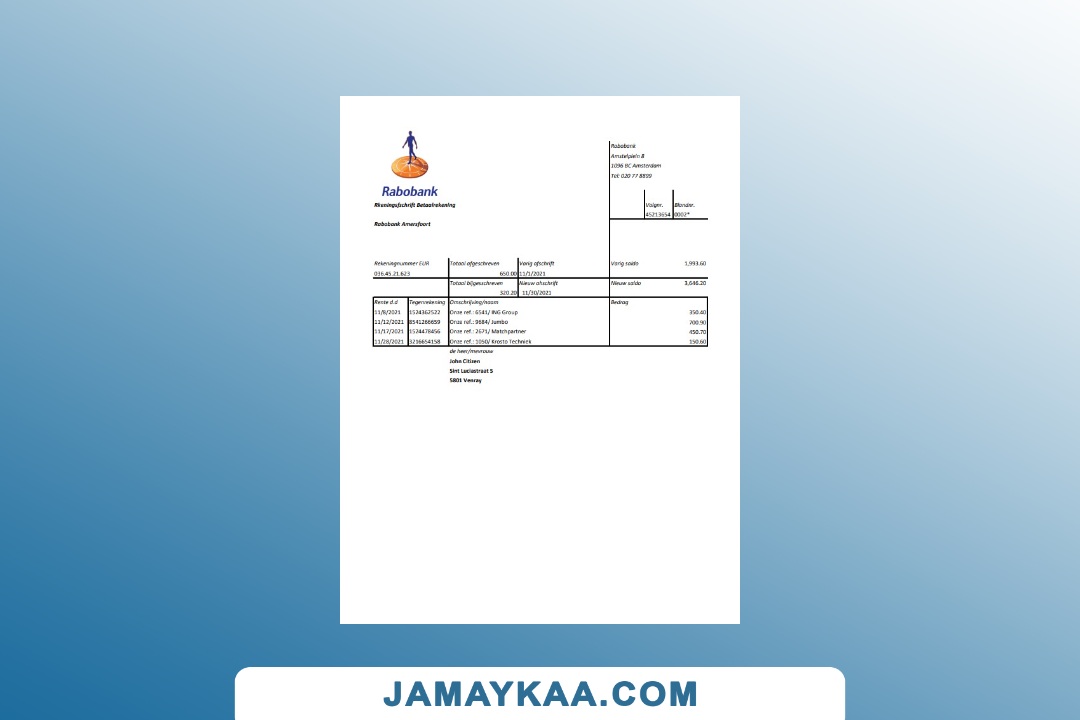 Rabobank
Amstelplein 8
1096 BC Amsterdam
Tel: 020 77 8899
Rabobank
Rkeningsfschrift Betaalrekening
Volgnr. Blandnr.
45213654 0002*
Rabobank Amersfoort
Rekeningnummer EUR Totaal afgeschreven Vorig afschrift Vorig saldo 1,993.60
036.45.21.623 650.00 11/1/2021
Totaal bijgeschreven Nieuw afschrift Nieuw saldo 3,646.20
320.20 11/30/2021
Rente d.d Tegenrekening Omschrijving/naam Bedrag
11/8/2021 1524362522 Onze ref.: 6541/ ING Group 350.40
11/12/2021 8541266659 Onze ref.: 9684/ Jumbo 700.90
11/17/2021 1524478456 Onze ref.: 2671/ Matchpartner 450.70
11/28/2021 3216654158 Onze ref.: 1050/ Krosto Techniek 150.60
de heer/mevrouw
John Citizen
Sint Luciastraat 5
5801 Venray
JAMAYKAA.COM